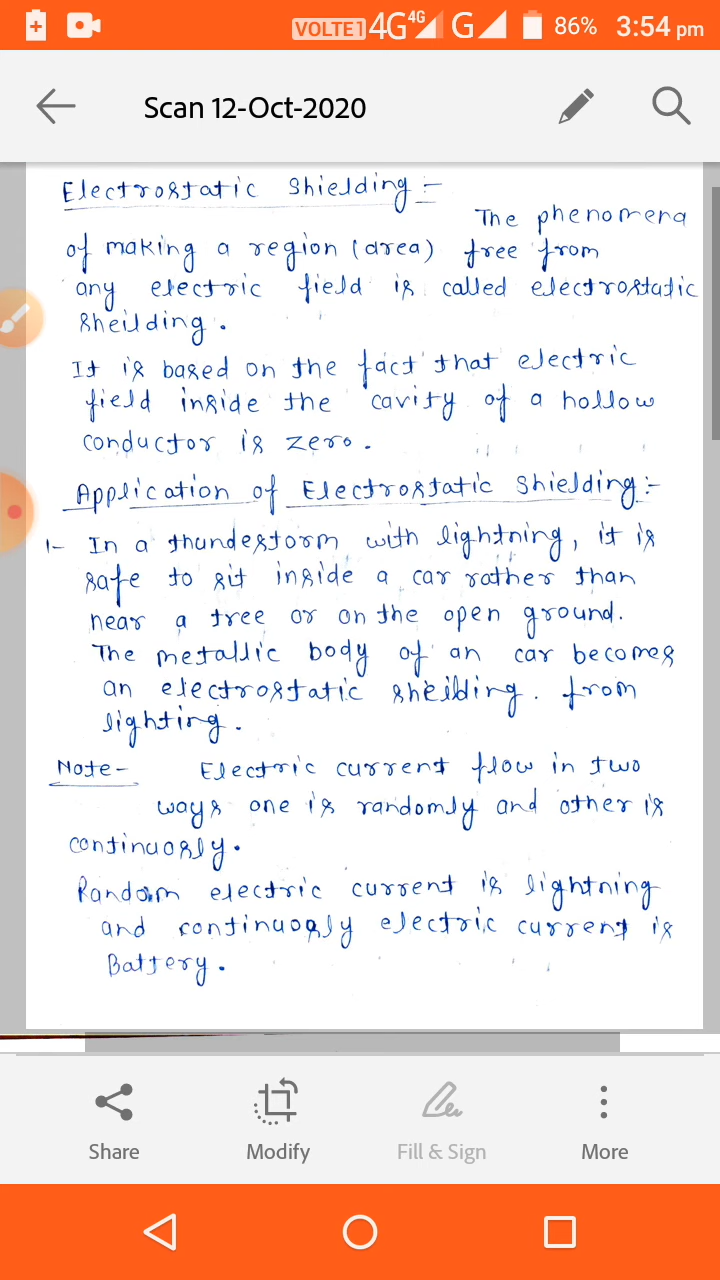 VOLTE1 4G 4G G 86% 3:54 pm
Scan 12-Oct-2020
Electrostatic Shielding :-
The phenomena
of making a region (area) free from
any electric field is called electrostatic
sheilding.
It is based on the fact that electric
field inside the cavity of a hollow
conductor is zero.
Application of Electrostatic Shielding :-
1- In a thunderstorm with lightning, it is
safe to sit inside a car rather than
near a tree or on the open ground.
The metallic body of an car becomes
an electrostatic sheilding. from
lighting.
Note - Electric current flow in two
ways one is randomly and other is
continuosly.
Random electric current is lightning
and continuosly electric current is
Battery.
Share Modify Fill & Sign More